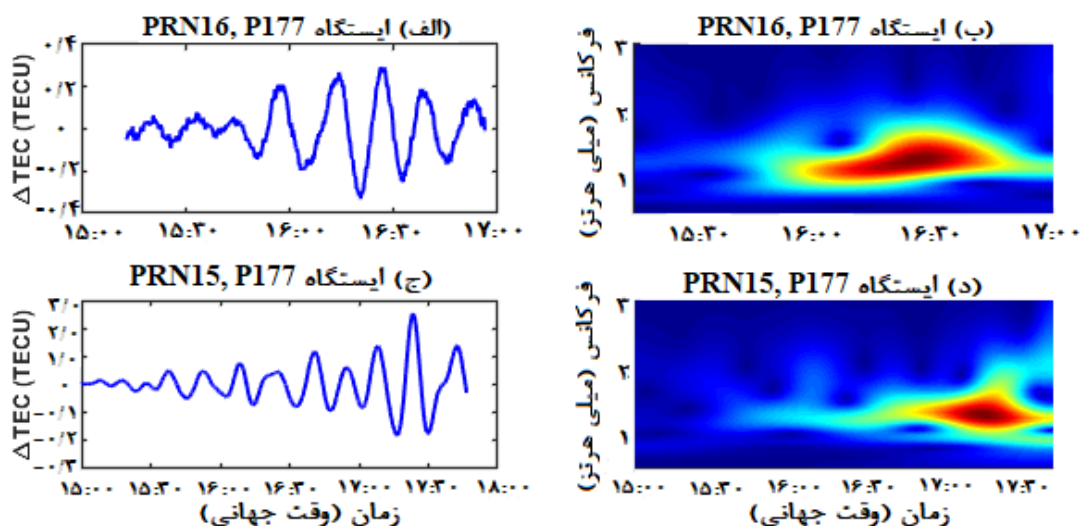 (الف) ایستگاه PRN16, P177
ΔTEC (TECU)
۰/۴
۰/۲
۰
-۰/۲
-۰/۴
۱۵:۰۰ ۱۵:۳۰ ۱۶:۰۰ ۱۶:۳۰ ۱۷:۰۰
(ب) ایستگاه PRN16, P177
فرکانس (میلی هرتز)
۳
۲
۱
۱۵:۳۰ ۱۶:۰۰ ۱۶:۳۰ ۱۷:۰۰
(ج) ایستگاه PRN15, P177
ΔTEC (TECU)
۳/۰
۲/۰
۱/۰
۰
-۰/۱
-۰/۲
-۰/۳
۱۵:۰۰ ۱۵:۳۰ ۱۶:۰۰ ۱۶:۳۰ ۱۷:۰۰ ۱۷:۳۰ ۱۸:۰۰
زمان (وقت جهانی)
(د) ایستگاه PRN15, P177
فرکانس (میلی هرتز)
۳
۲
۱
۱۵:۰۰ ۱۵:۳۰ ۱۶:۰۰ ۱۶:۳۰ ۱۷:۰۰ ۱۷:۳۰
زمان (وقت جهانی)